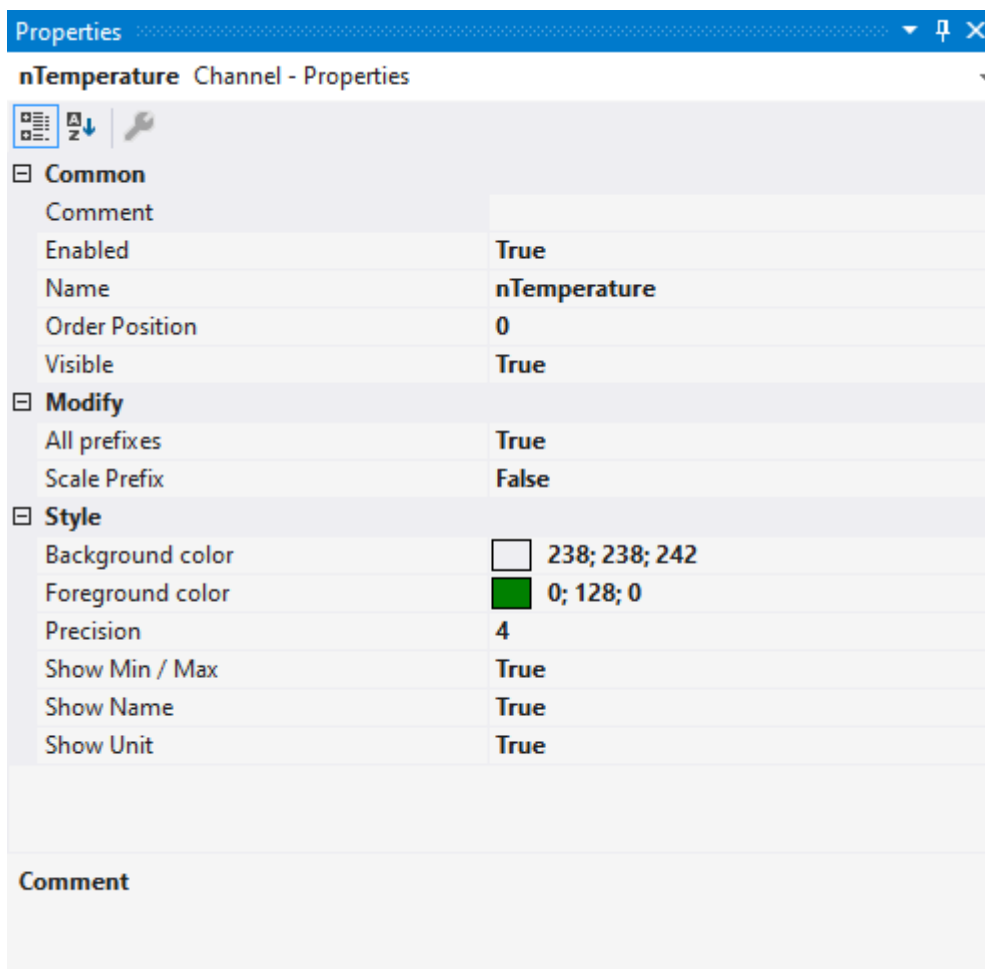 Properties
nTemperature Channel - Properties
Common
Comment
Enabled True
Name nTemperature
Order Position 0
Visible True
Modify
All prefixes True
Scale Prefix False
Style
Background color 238; 238; 242
Foreground color 0; 128; 0
Precision 4
Show Min / Max True
Show Name True
Show Unit True
Comment